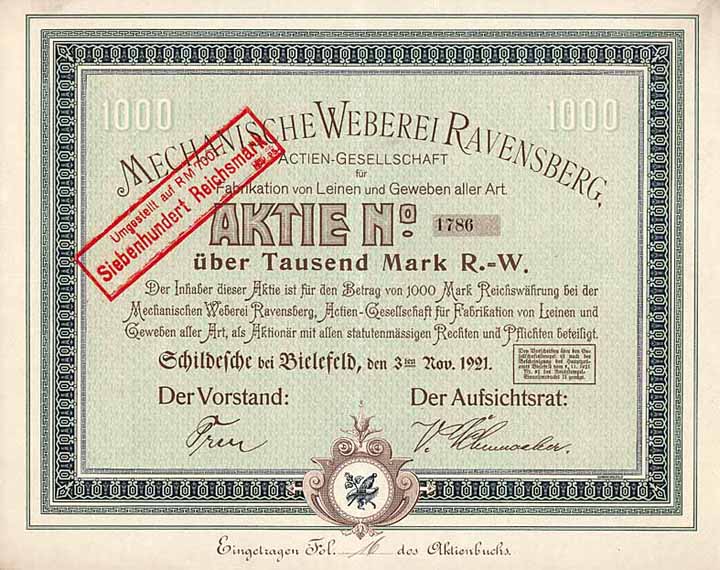 1000 1000
MECHANISCHE WEBEREI RAVENSBERG,
ACTIEN-GESELLSCHAFT
für
Fabrikation von Leinen und Geweben aller Art.
Umgestellt auf RM 700
Siebenhundert Reichsmark
AKTIE No. 1786
über Tausend Mark R.=W.
Der Inhaber dieser Aktie ist für den Betrag von 1000 Mark Reichswährung bei der
Mechanischen Weberei Ravensberg, Actien-Gesellschaft für Fabrikation von Leinen und
Geweben aller Art, als Aktionär mit allen statutenmässigen Rechten und Pflichten beteiligt.
Schildesche bei Bielefeld, den 3ten Nov. 1921.
Der Vorstand: Der Aufsichtsrat:
Eingetragen Fol. des Aktienbuchs.